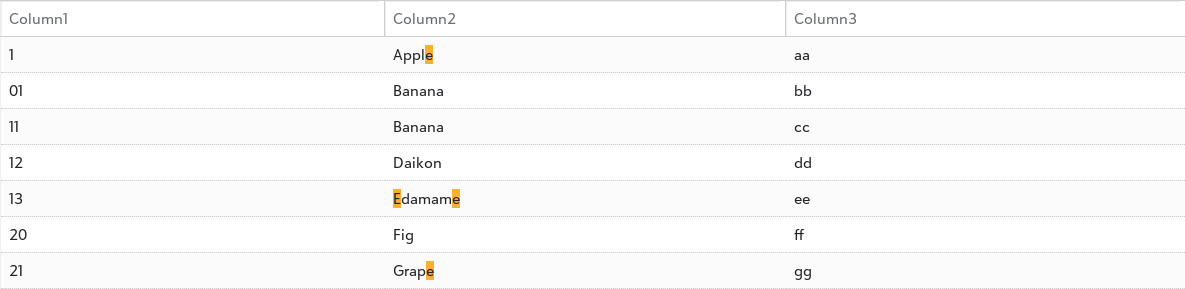 Column1 Column2 Column3
1 Apple aa
01 Banana bb
11 Banana cc
12 Daikon dd
13 Edamame ee
20 Fig ff
21 Grape gg